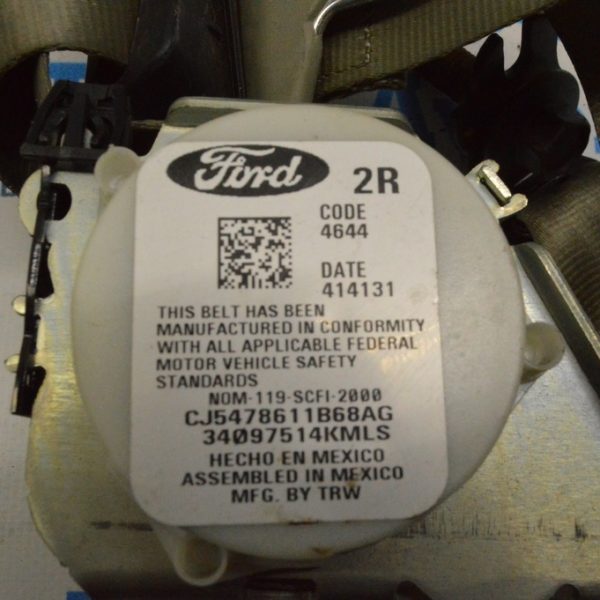 Ford
2R
CODE
4644
DATE
414131
THIS BELT HAS BEEN
MANUFACTURED IN CONFORMITY
WITH ALL APPLICABLE FEDERAL
MOTOR VEHICLE SAFETY
STANDARDS
NOM-119-SCFI-2000
CJ5478611B68AG
34097514KMLS
HECHO EN MEXICO
ASSEMBLED IN MEXICO
MFG. BY TRW